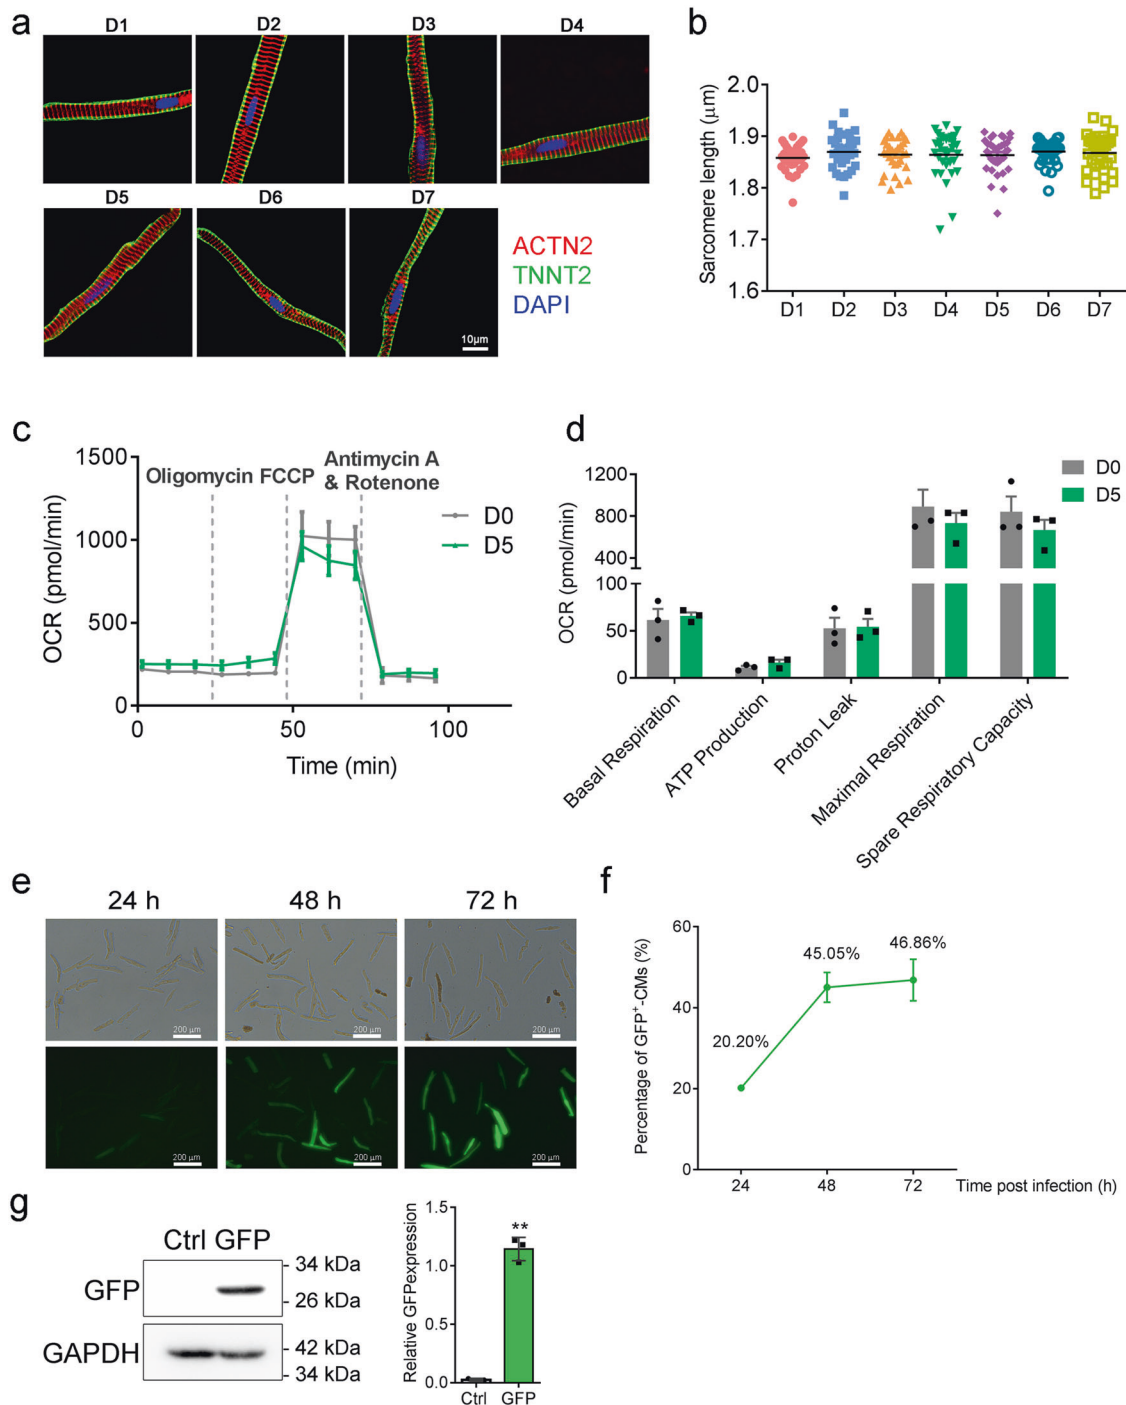 a
D1 D2 D3 D4
D5 D6 D7
ACTN2
TNNT2
DAPI
10μm
b
Sarcomere length (μm)
2.0
1.9
1.8
1.7
1.6
D1 D2 D3 D4 D5 D6 D7
c
OCR (pmol/min)
1500
1000
500
0
Oligomycin FCCP
Antimycin A
& Rotenone
D0
D5
0 50 100
Time (min)
d
OCR (pmol/min)
1200
800
400
100
50
0
D0
D5
Basal Respiration
ATP Production
Proton Leak
Maximal Respiration
Spare Respiratory Capacity
e
24 h 48 h 72 h
200 μm 200 μm 200 μm
200 μm 200 μm 200 μm
f
Percentage of GFP⁺-CMs (%)
60
40
20
0
20.20%
45.05%
46.86%
24 48 72
Time post infection (h)
g
Ctrl GFP
GFP
34 kDa
26 kDa
GAPDH
42 kDa
34 kDa
Relative GFPexpression
1.5
1.0
0.5
0.0
**
Ctrl GFP